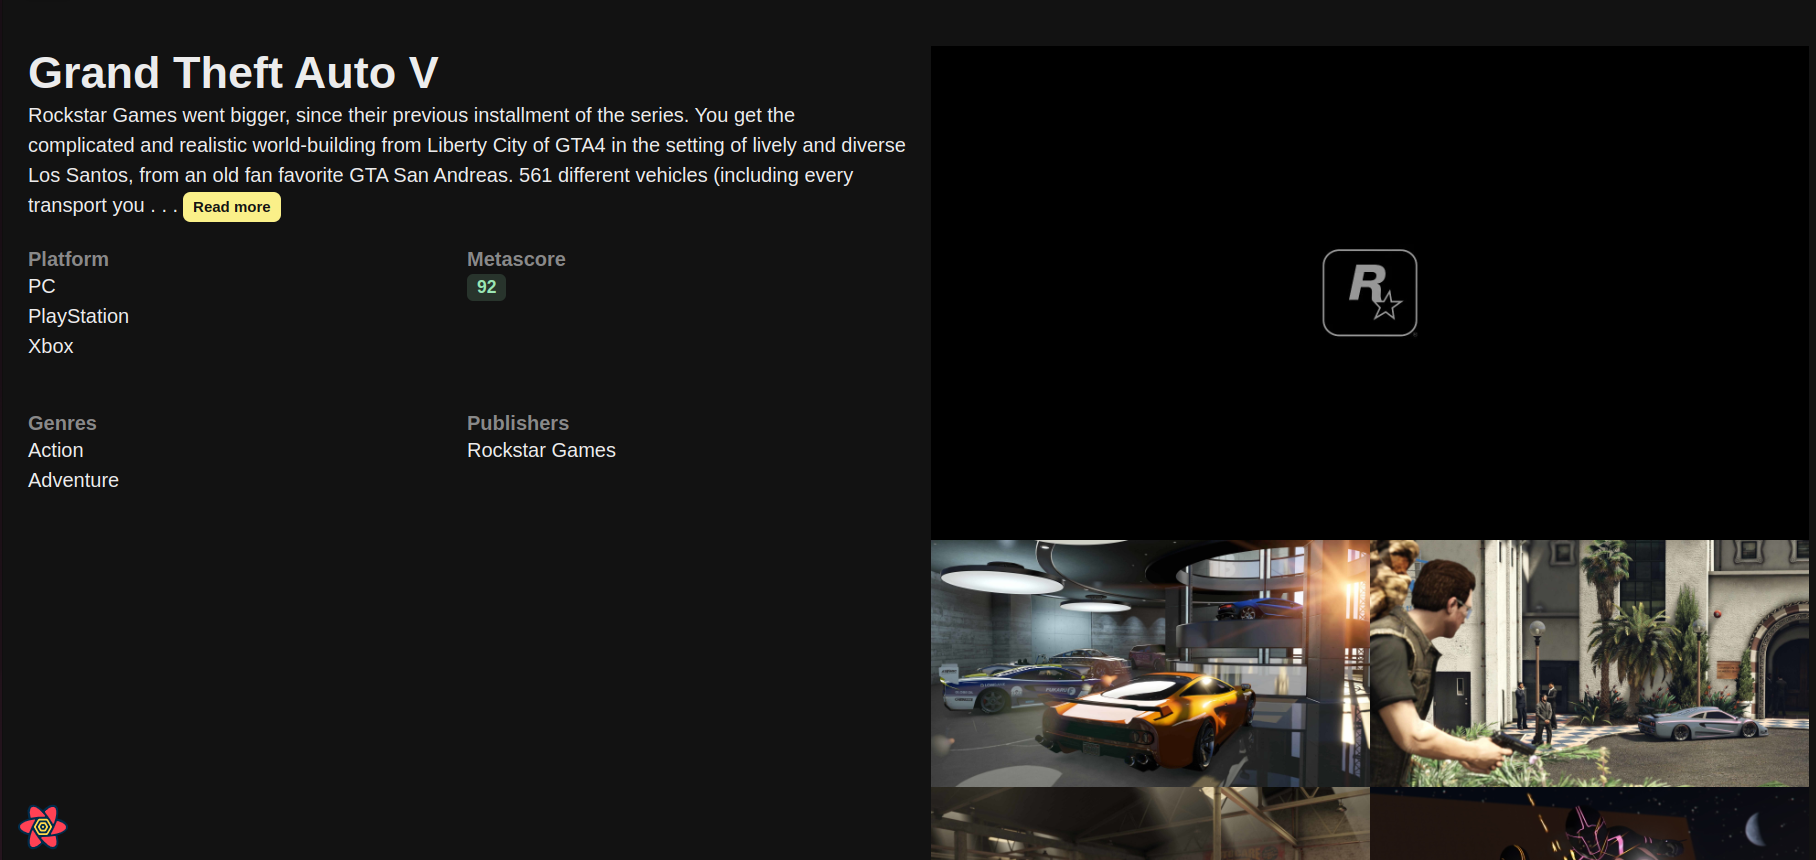 Grand Theft Auto V
Rockstar Games went bigger, since their previous installment of the series. You get the
complicated and realistic world-building from Liberty City of GTA4 in the setting of lively and diverse
Los Santos, from an old fan favorite GTA San Andreas. 561 different vehicles (including every
transport you . . . Read more
Platform
PC
PlayStation
Xbox
Metascore
92
Genres
Action
Adventure
Publishers
Rockstar Games
R